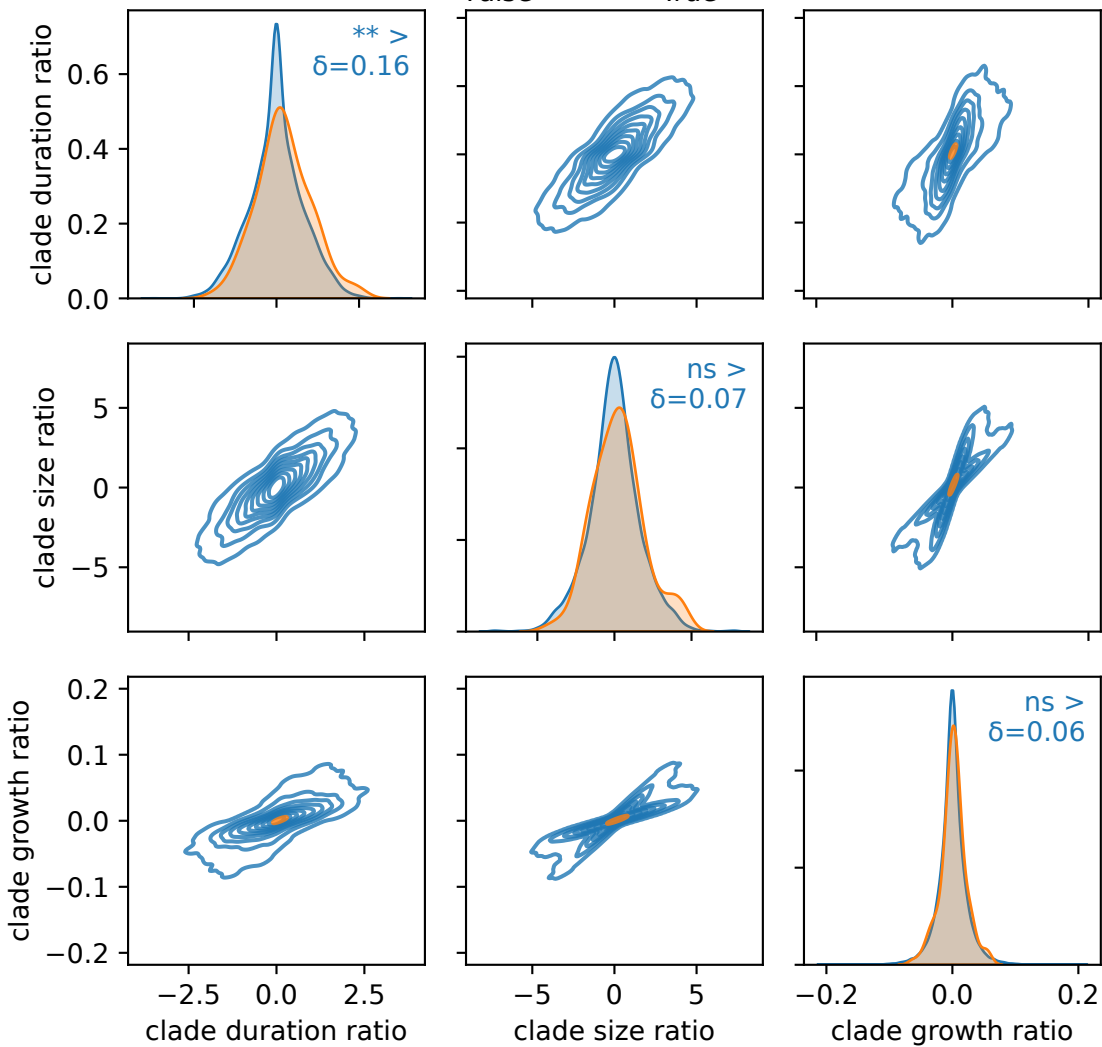 ** >
δ=0.16
clade duration ratio
0.6
0.4
0.2
0.0
ns >
δ=0.07
clade size ratio
5
0
−5
ns >
δ=0.06
clade growth ratio
0.2
0.1
0.0
−0.1
−0.2
−2.5 0.0 2.5
−5 0 5
−0.2 0.0 0.2
clade duration ratio
clade size ratio
clade growth ratio